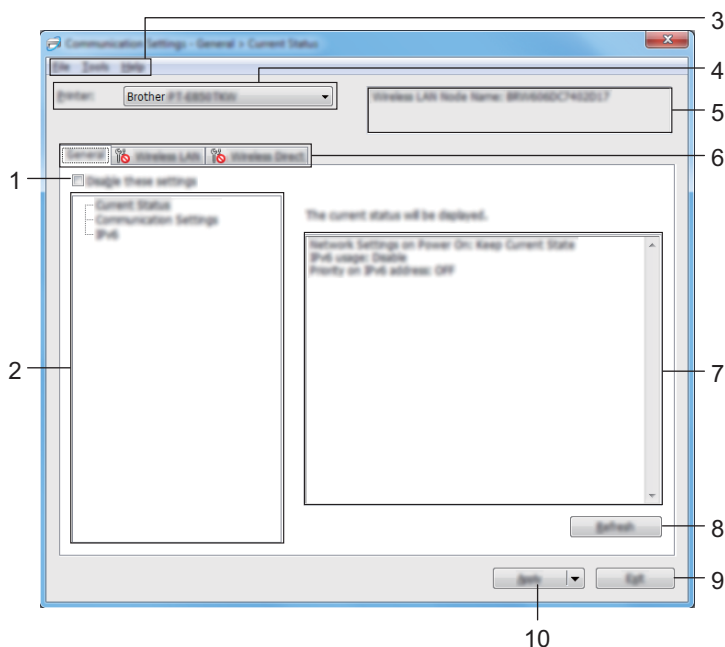 3
Communication Settings - General > Current Status
File Tools Help
4
Printer: Brother PT-E850TKW
Wireless LAN Node Name:
5
General Wireless LAN Wireless Direct
6
1
Disable these settings
Current Status
Communication Settings
IPv6
The current status will be displayed.
Network Settings on Power On: Keep Current State
IPv6 usage: Disable
Priority on IPv6 address: OFF
2
7
Refresh
8
Apply
Exit
9
10